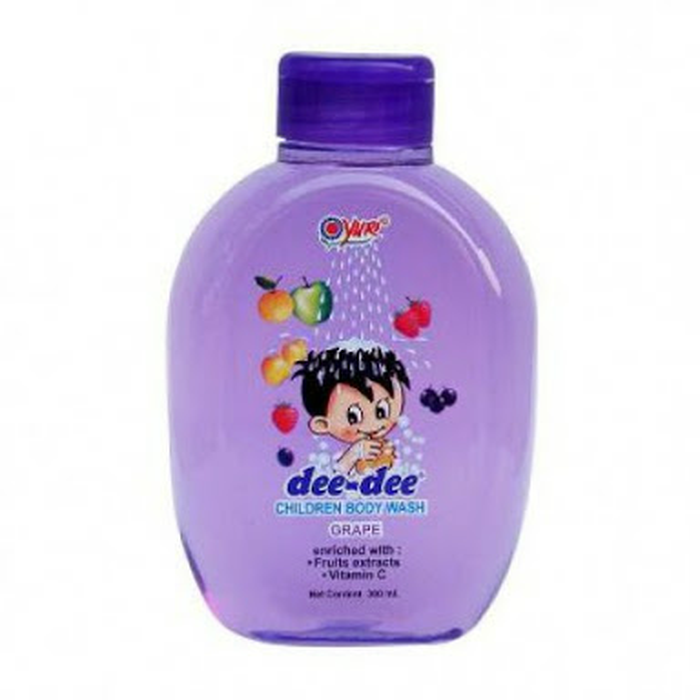 YURI
dee-dee
CHILDREN BODY WASH
GRAPE
enriched with :
• Fruits extracts
• Vitamin C
Net Content 300 mL